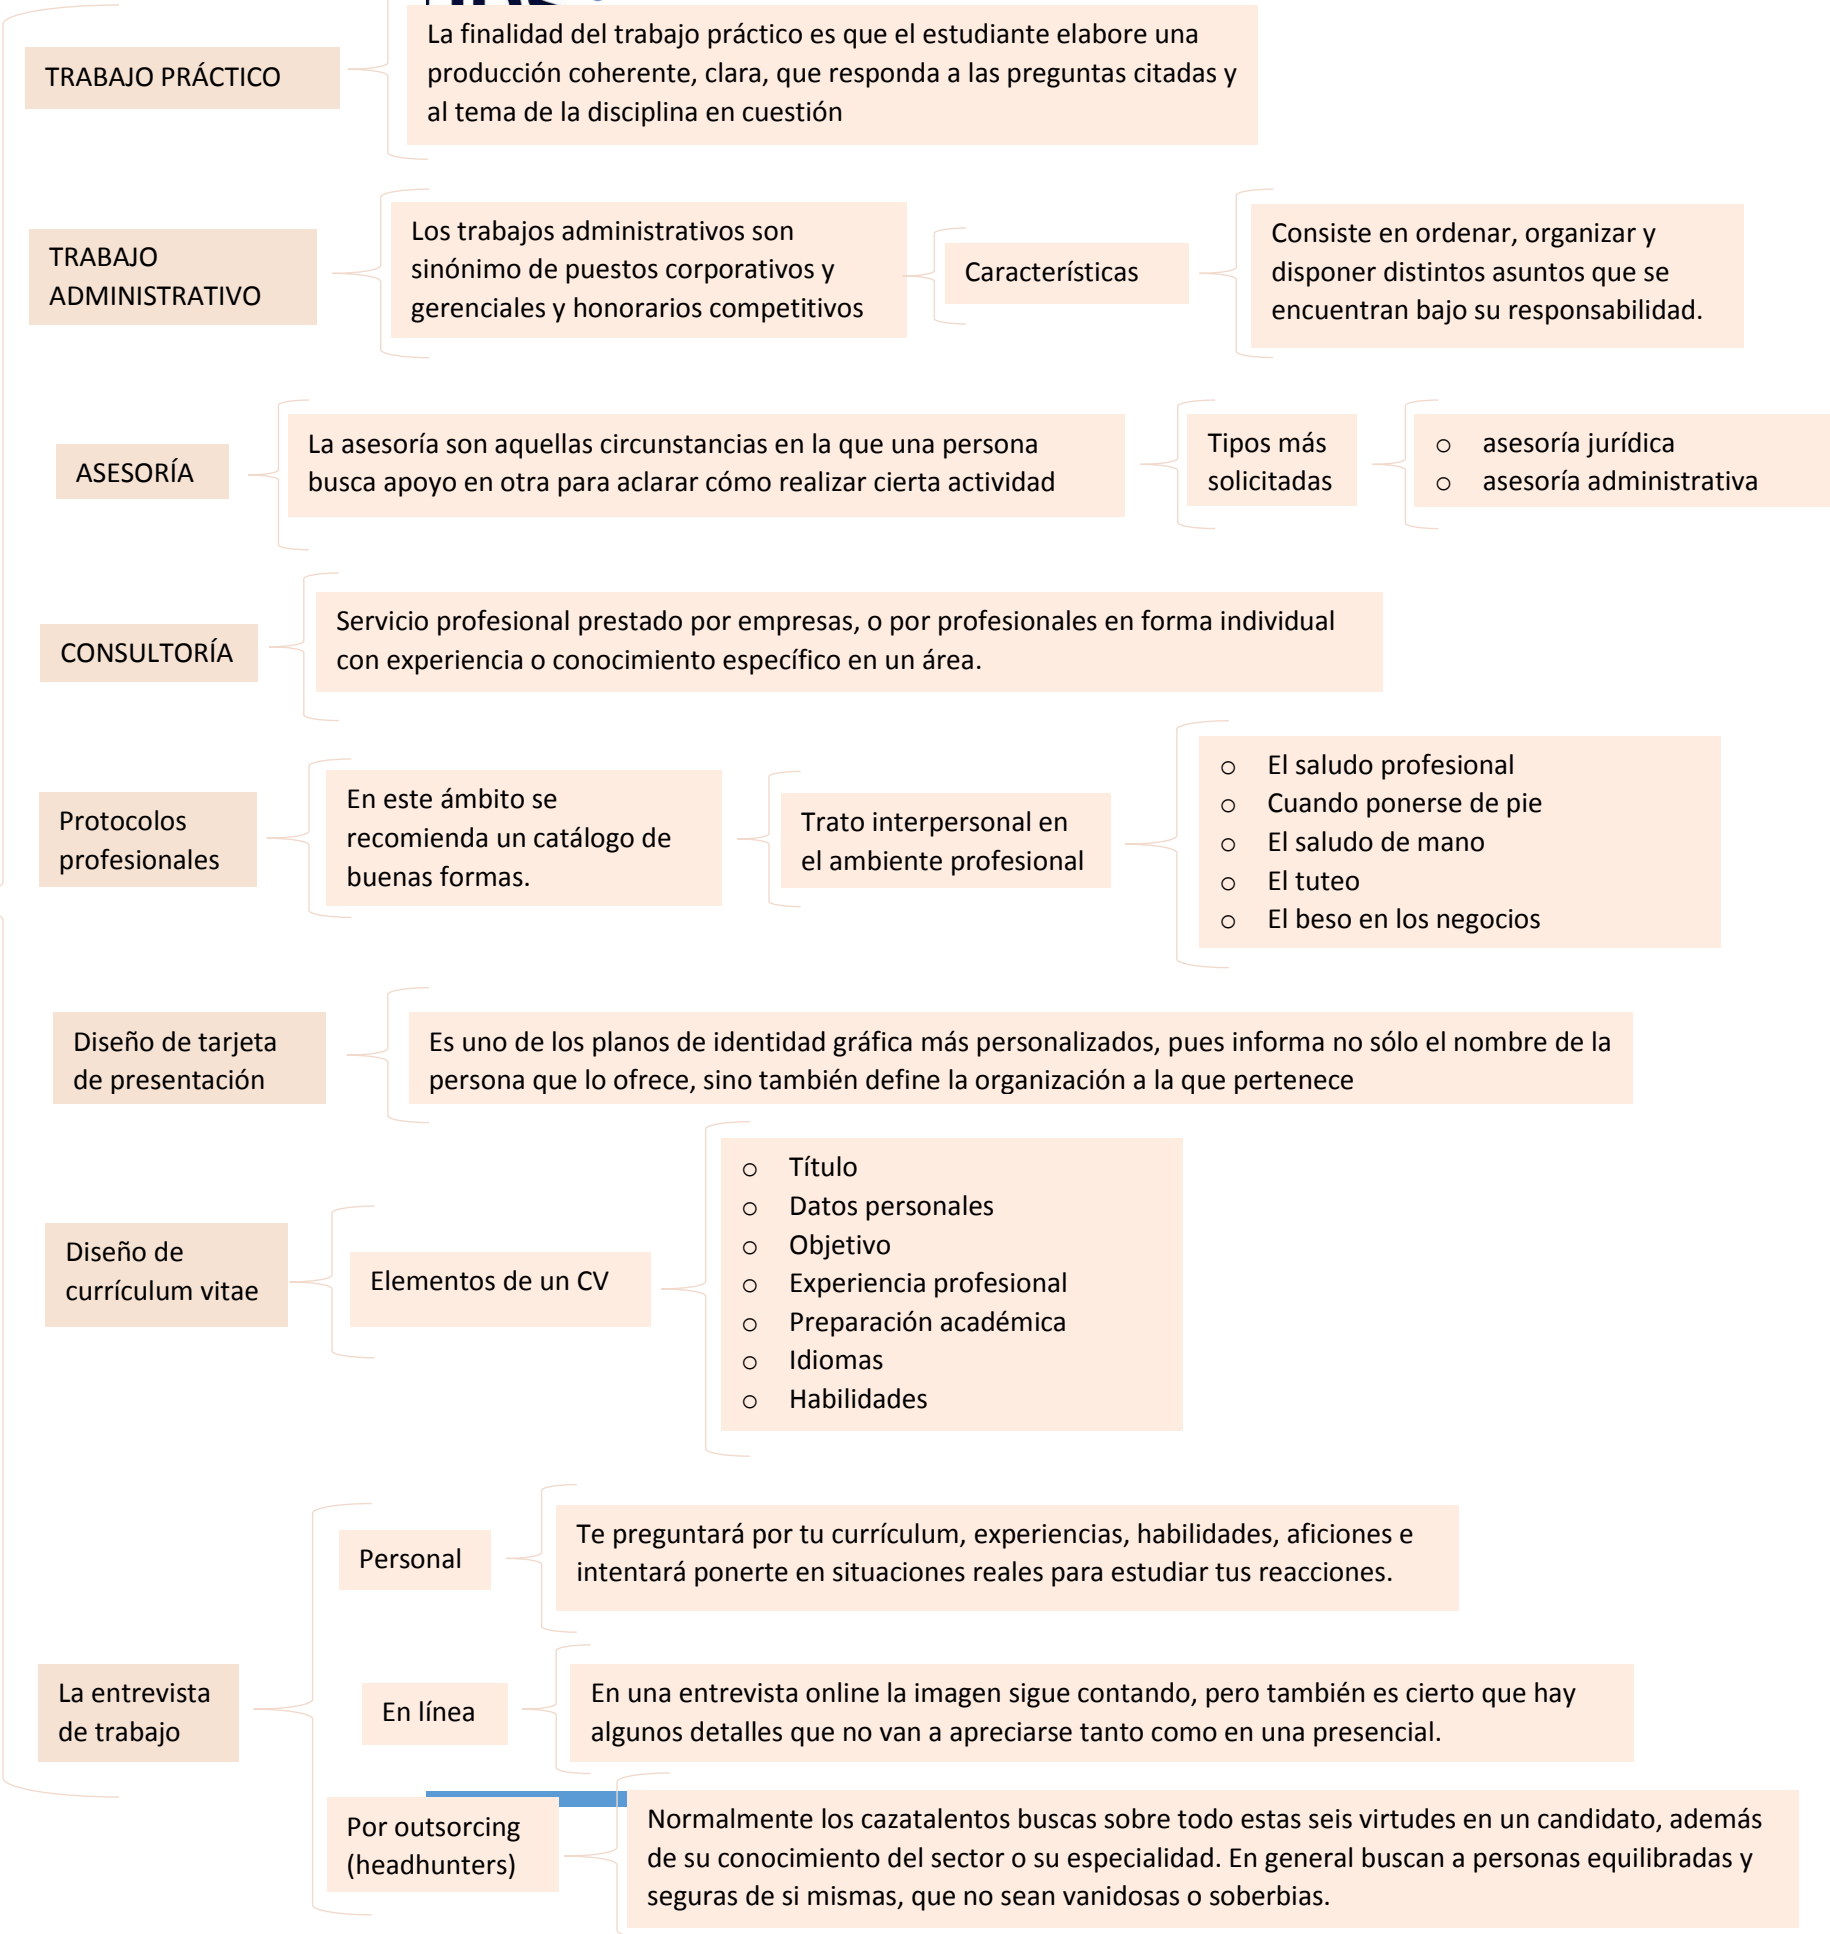 TRABAJO PRÁCTICO
La finalidad del trabajo práctico es que el estudiante elabore una
producción coherente, clara, que responda a las preguntas citadas y
al tema de la disciplina en cuestión
TRABAJO
ADMINISTRATIVO
Los trabajos administrativos son
sinónimo de puestos corporativos y
gerenciales y honorarios competitivos
Características
Consiste en ordenar, organizar y
disponer distintos asuntos que se
encuentran bajo su responsabilidad.
ASESORÍA
La asesoría son aquellas circunstancias en la que una persona
busca apoyo en otra para aclarar cómo realizar cierta actividad
Tipos más
solicitadas
o asesoría jurídica
o asesoría administrativa
CONSULTORÍA
Servicio profesional prestado por empresas, o por profesionales en forma individual
con experiencia o conocimiento específico en un área.
Protocolos
profesionales
En este ámbito se
recomienda un catálogo de
buenas formas.
Trato interpersonal en
el ambiente profesional
o El saludo profesional
o Cuando ponerse de pie
o El saludo de mano
o El tuteo
o El beso en los negocios
Diseño de tarjeta
de presentación
Es uno de los planos de identidad gráfica más personalizados, pues informa no sólo el nombre de la
persona que lo ofrece, sino también define la organización a la que pertenece
Diseño de
currículum vitae
Elementos de un CV
o Título
o Datos personales
o Objetivo
o Experiencia profesional
o Preparación académica
o Idiomas
o Habilidades
La entrevista
de trabajo
Personal
Te preguntará por tu currículum, experiencias, habilidades, aficiones e
intentará ponerte en situaciones reales para estudiar tus reacciones.
En línea
En una entrevista online la imagen sigue contando, pero también es cierto que hay
algunos detalles que no van a apreciarse tanto como en una presencial.
Por outsorcing
(headhunters)
Normalmente los cazatalentos buscas sobre todo estas seis virtudes en un candidato, además
de su conocimiento del sector o su especialidad. En general buscan a personas equilibradas y
seguras de si mismas, que no sean vanidosas o soberbias.